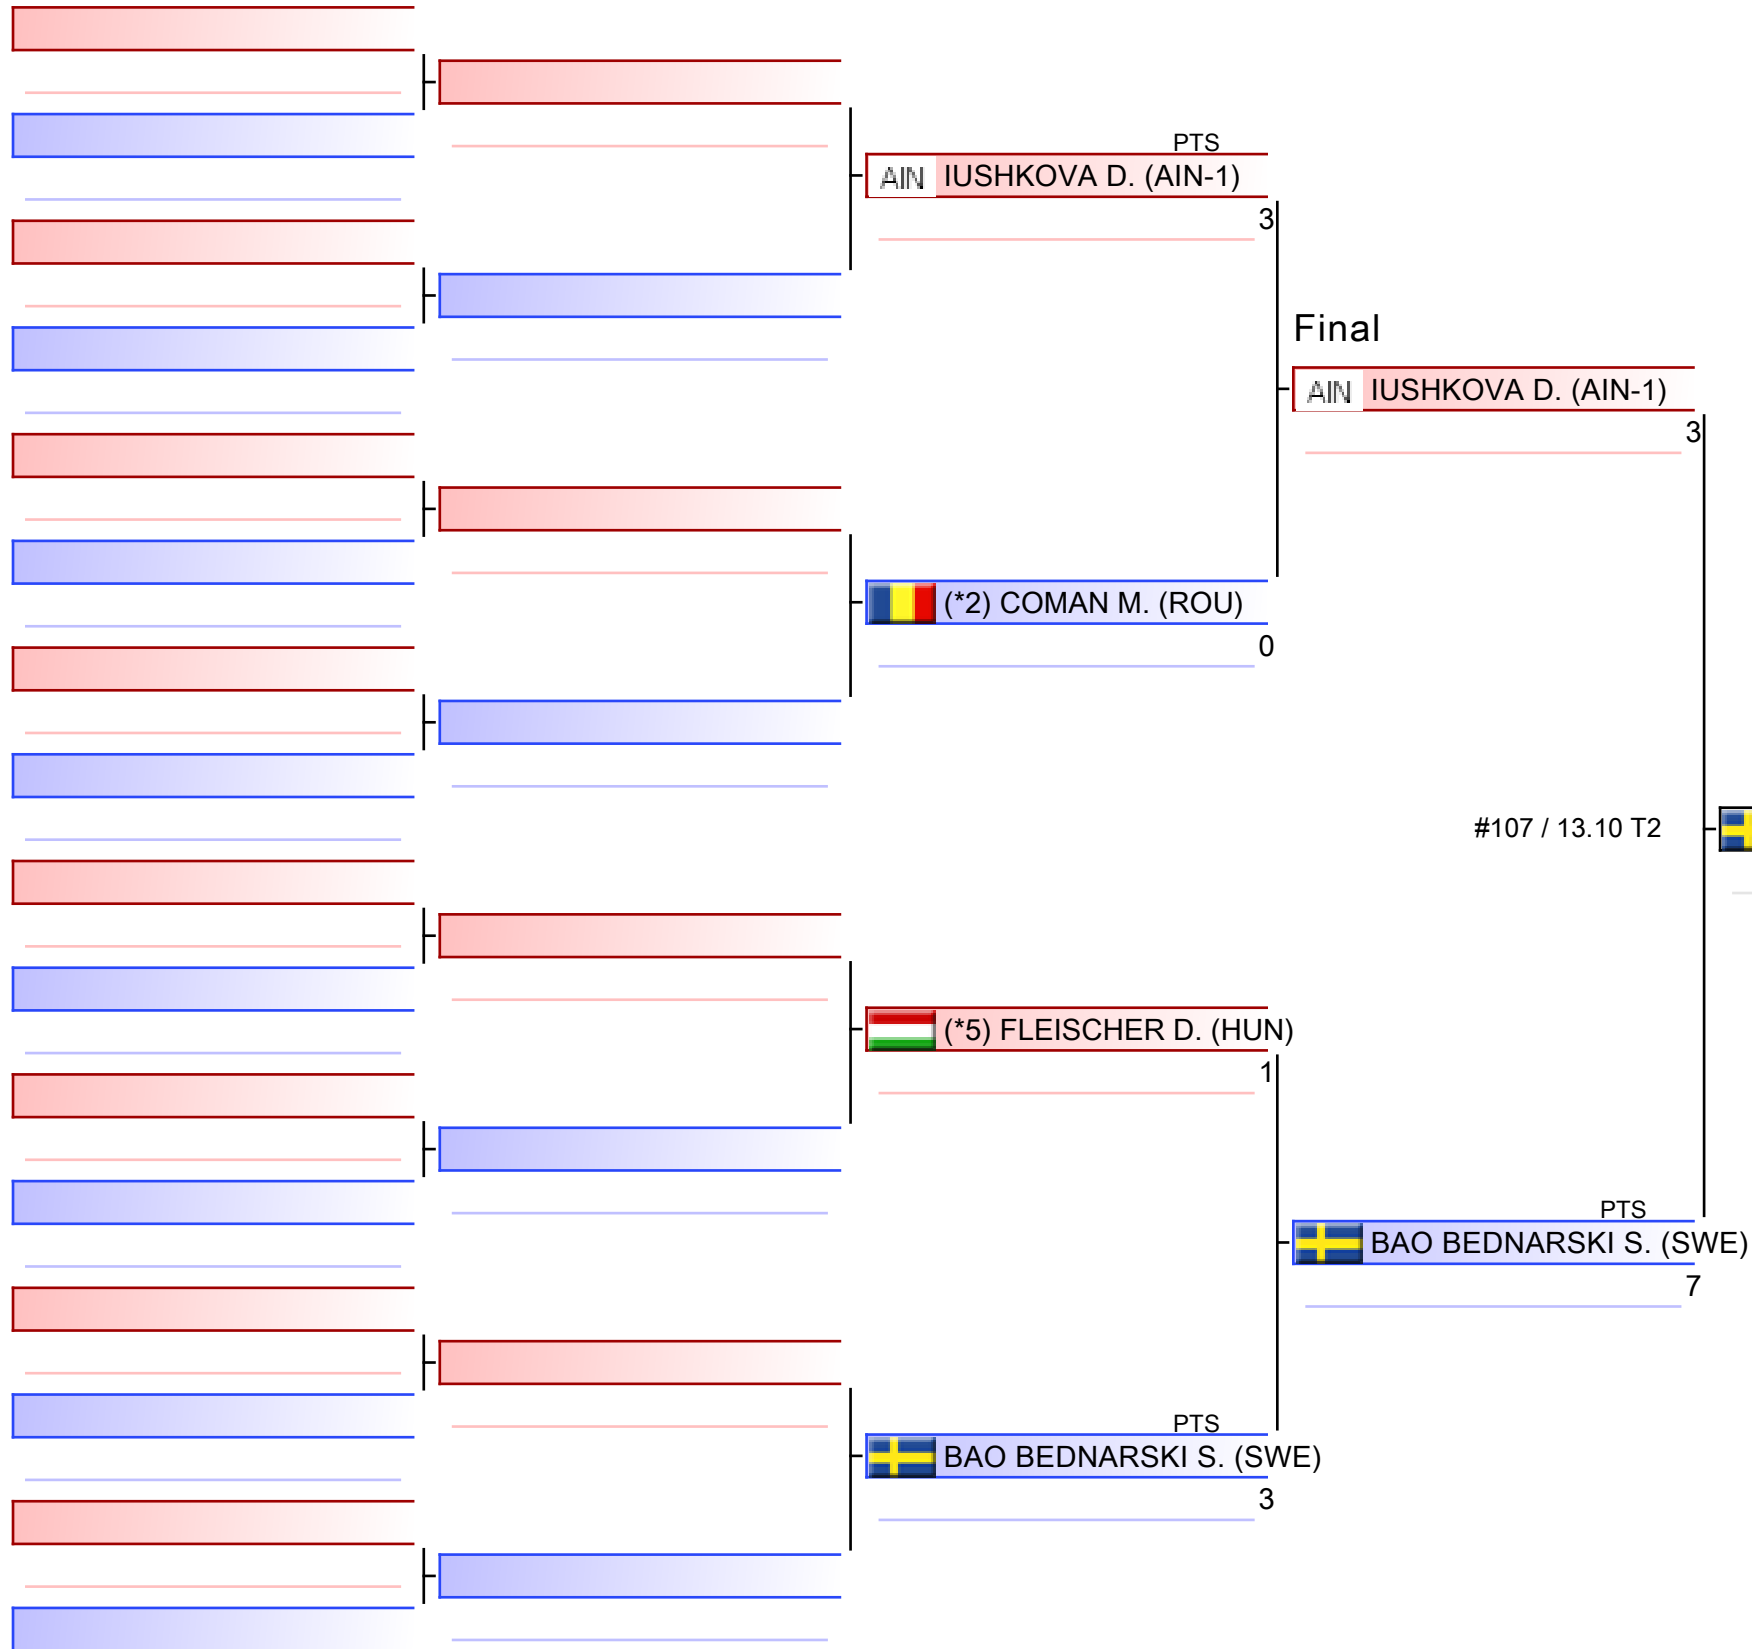 PTS
AIN IUSHKOVA D. (AIN-1)
3
Final
AIN IUSHKOVA D. (AIN-1)
3
(*2) COMAN M. (ROU)
0
#107 / 13.10 T2
(*5) FLEISCHER D. (HUN)
1
PTS
BAO BEDNARSKI S. (SWE)
7
PTS
BAO BEDNARSKI S. (SWE)
3